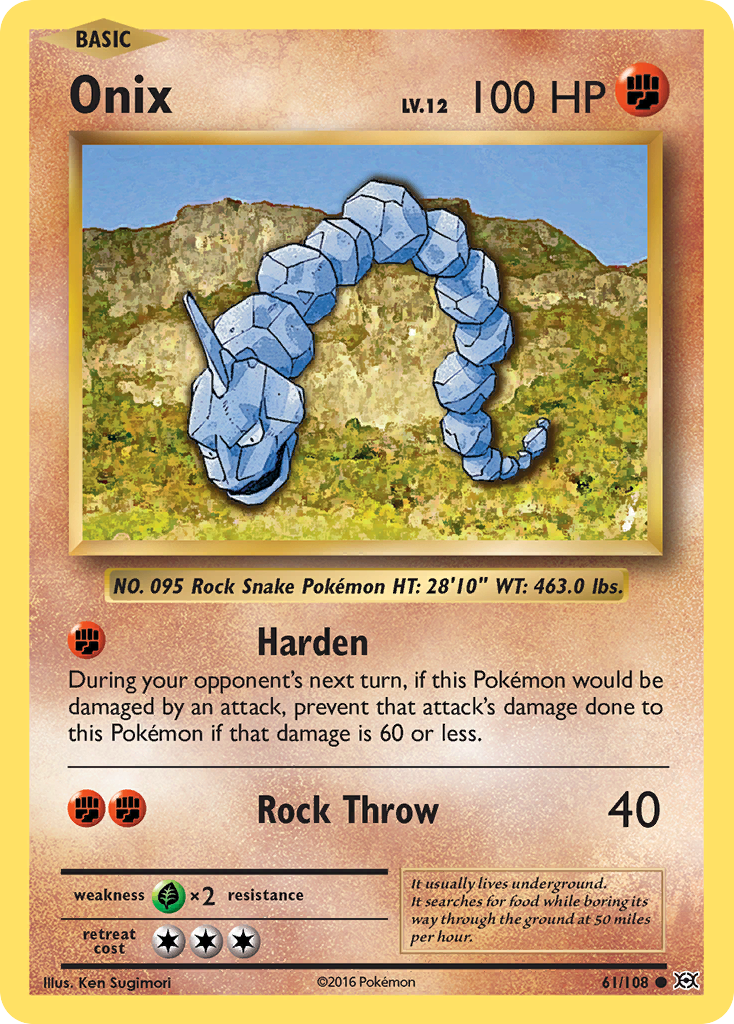 BASIC
Onix LV.12 100 HP
NO. 095 Rock Snake Pokémon HT: 28'10" WT: 463.0 lbs.
Harden
During your opponent's next turn, if this Pokémon would be
damaged by an attack, prevent that attack's damage done to
this Pokémon if that damage is 60 or less.
Rock Throw 40
weakness ×2 resistance
retreat
cost
It usually lives underground.
It searches for food while boring its
way through the ground at 50 miles
per hour.
Illus. Ken Sugimori ©2016 Pokémon 61/108